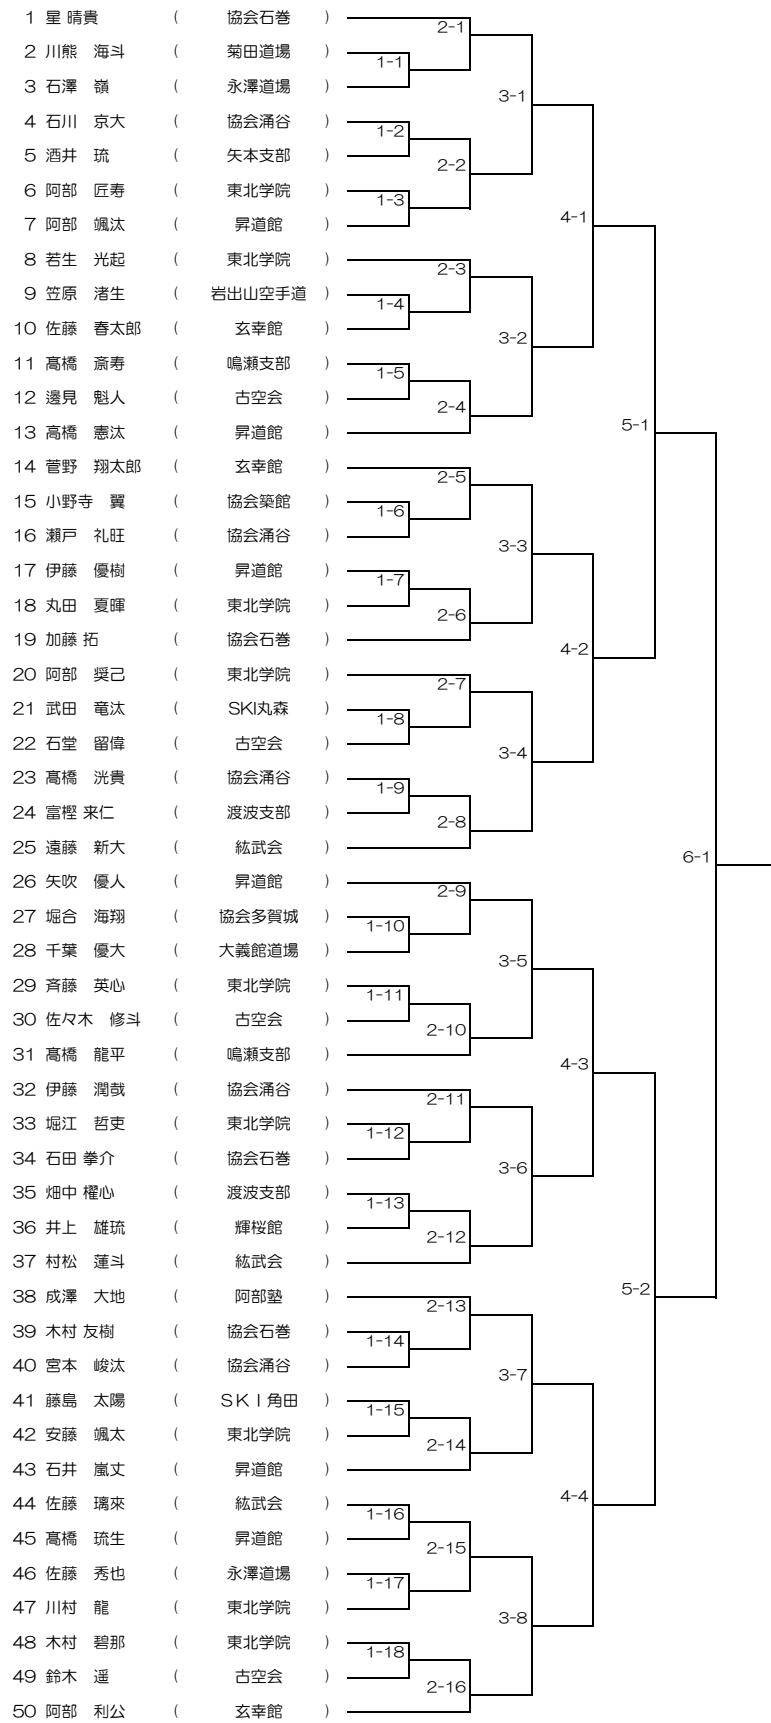 1 星 晴貴 ( 協会石巻 )
2-1
2 川熊 海斗 ( 菊田道場 )
1-1
3 石澤 嶺 ( 永澤道場 )
3-1
4 石川 京大 ( 協会涌谷 )
1-2
5 酒井 琉 ( 矢本支部 )
2-2
6 阿部 匠寿 ( 東北学院 )
1-3
7 阿部 颯汰 ( 昇道館 )
4-1
8 若生 光起 ( 東北学院 )
2-3
9 笠原 渚生 ( 岩出山空手道 )
1-4
10 佐藤 春太郎 ( 玄幸館 )
3-2
11 髙橋 斎寿 ( 鳴瀬支部 )
1-5
12 邊見 魁人 ( 古空会 )
2-4
13 高橋 憲汰 ( 昇道館 )
5-1
14 菅野 翔太郎 ( 玄幸館 )
2-5
15 小野寺 翼 ( 協会築館 )
1-6
16 瀬戸 礼旺 ( 協会涌谷 )
3-3
17 伊藤 優樹 ( 昇道館 )
1-7
18 丸田 夏暉 ( 東北学院 )
2-6
19 加藤 拓 ( 協会石巻 )
4-2
20 阿部 奨己 ( 東北学院 )
2-7
21 武田 竜汰 ( SKI丸森 )
1-8
22 石堂 留偉 ( 古空会 )
3-4
23 髙橋 洸貴 ( 協会涌谷 )
1-9
24 富樫 来仁 ( 渡波支部 )
2-8
25 遠藤 新大 ( 紘武会 )
6-1
26 矢吹 優人 ( 昇道館 )
2-9
27 堀合 海翔 ( 協会多賀城 )
1-10
28 千葉 優大 ( 大義館道場 )
3-5
29 斉藤 英心 ( 東北学院 )
1-11
30 佐々木 修斗 ( 古空会 )
2-10
31 髙橋 龍平 ( 鳴瀬支部 )
4-3
32 伊藤 潤哉 ( 協会涌谷 )
2-11
33 堀江 哲吏 ( 東北学院 )
1-12
34 石田 拳介 ( 協会石巻 )
3-6
35 畑中 櫂心 ( 渡波支部 )
1-13
36 井上 雄琉 ( 輝桜館 )
2-12
37 村松 蓮斗 ( 紘武会 )
5-2
38 成澤 大地 ( 阿部塾 )
2-13
39 木村 友樹 ( 協会石巻 )
1-14
40 宮本 峻汰 ( 協会涌谷 )
3-7
41 藤島 太陽 ( ＳＫＩ角田 )
1-15
42 安藤 颯太 ( 東北学院 )
2-14
43 石井 嵐丈 ( 昇道館 )
4-4
44 佐藤 璃來 ( 紘武会 )
1-16
45 髙橋 琉生 ( 昇道館 )
2-15
46 佐藤 秀也 ( 永澤道場 )
1-17
47 川村 龍 ( 東北学院 )
3-8
48 木村 碧那 ( 東北学院 )
1-18
49 鈴木 遥 ( 古空会 )
2-16
50 阿部 利公 ( 玄幸館 )